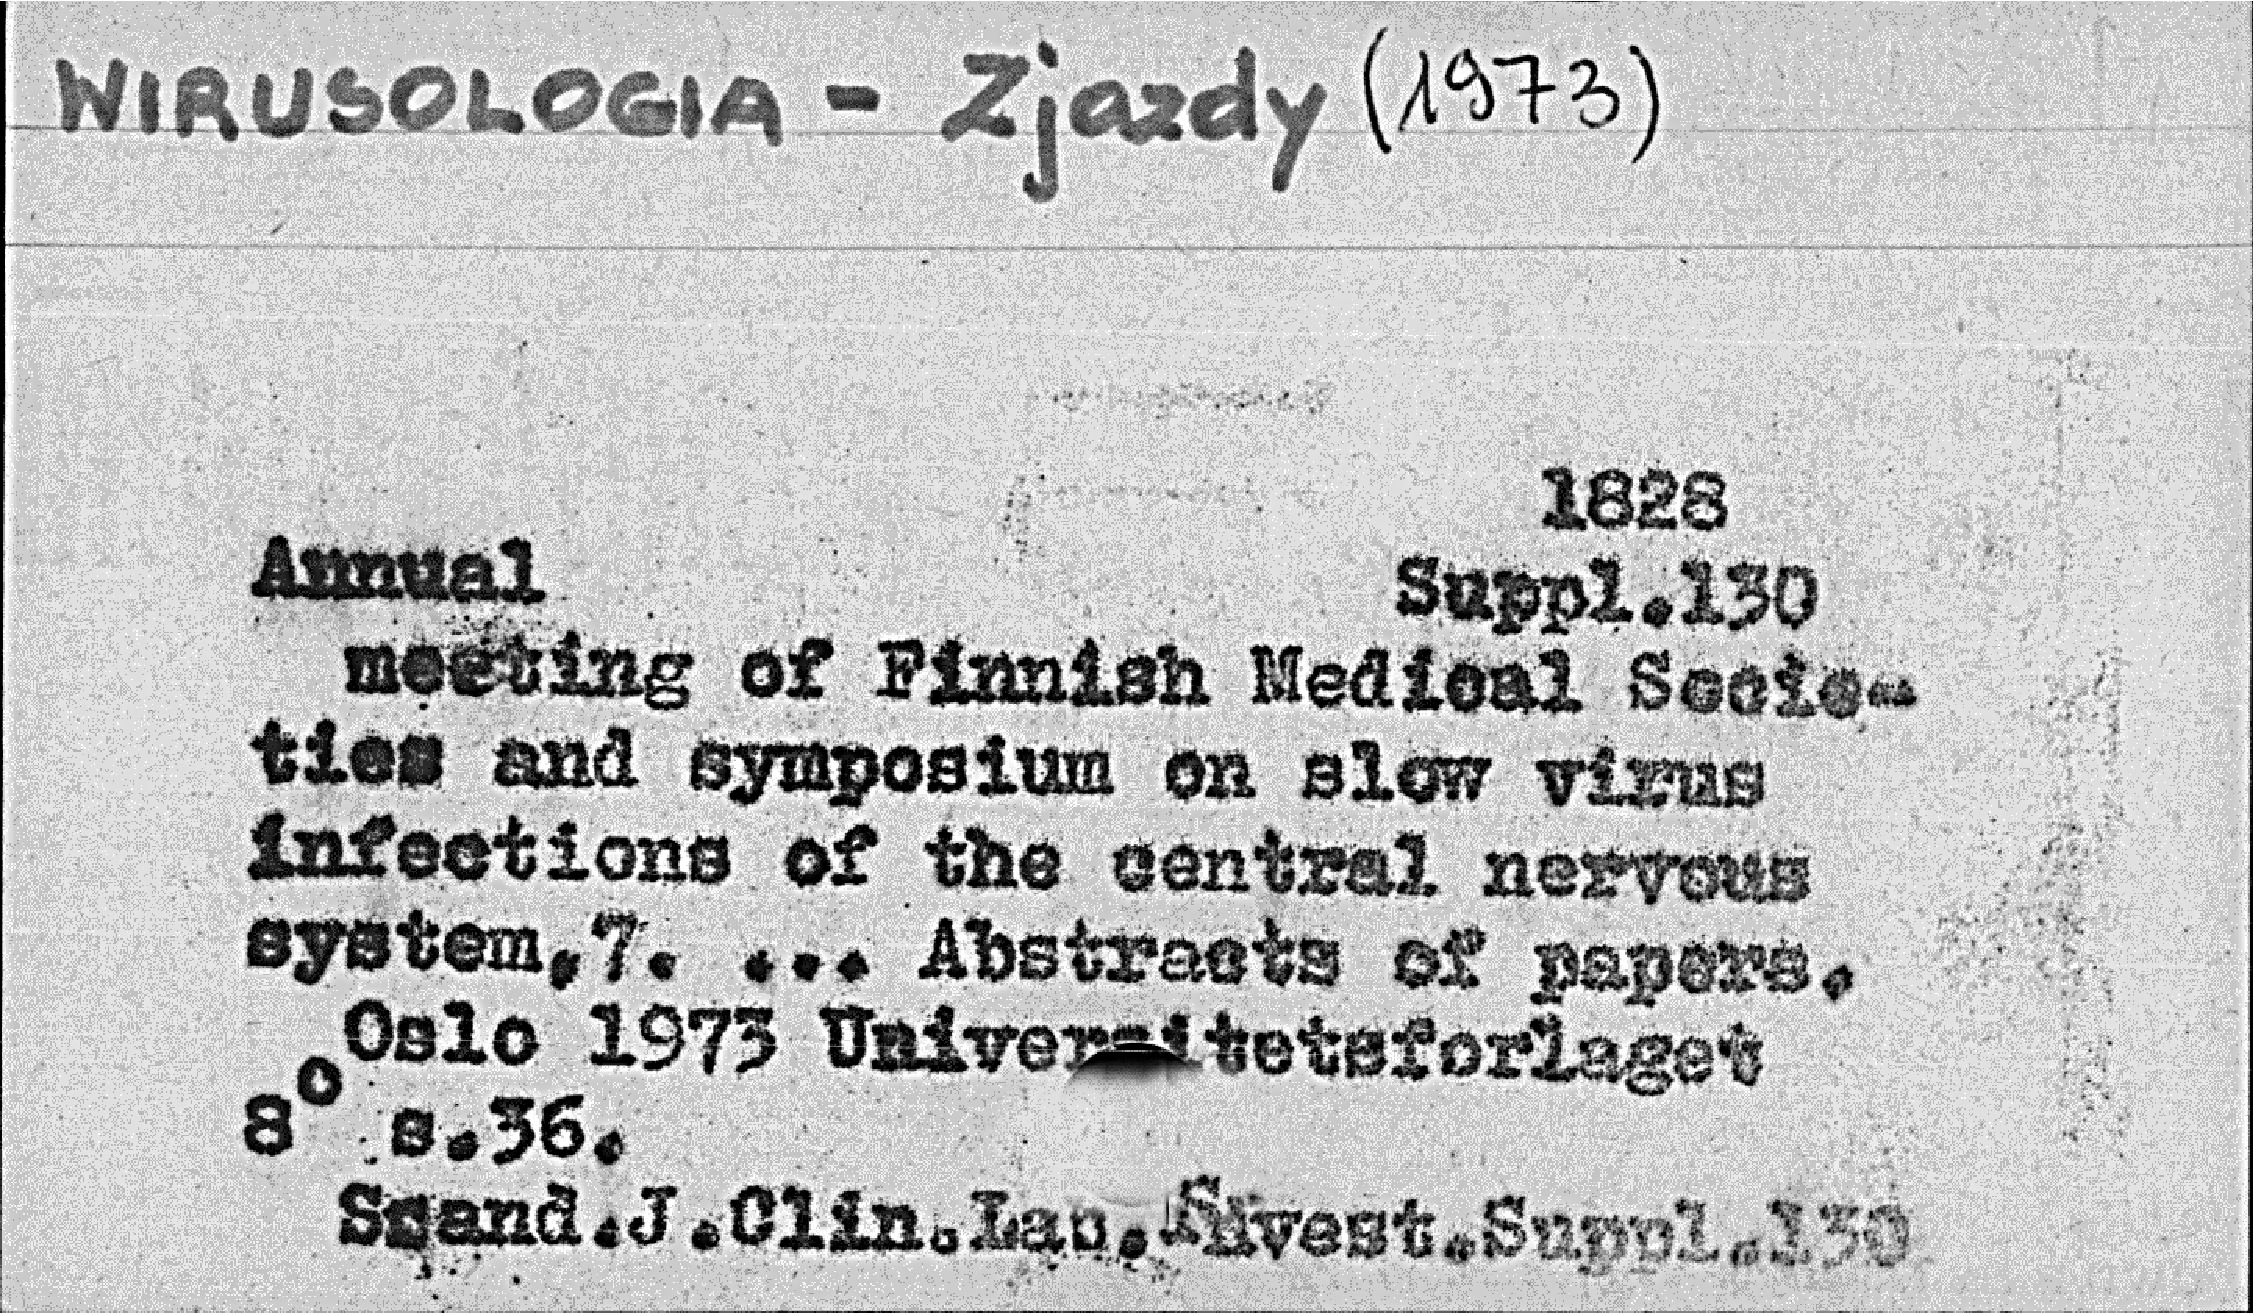 WIRUSOLOGIA - Zjazdy (1973)
1828
Annual Suppl.130
meeting of Finnish Medical Socie-
ties and symposium on slow virus
infections of the central nervous
system,7. ... Abstracts of papers.
Oslo 1973 Universitetsforlaget
8° s.36.
Scand.J.Clin.Lab.Invest.Suppl.130